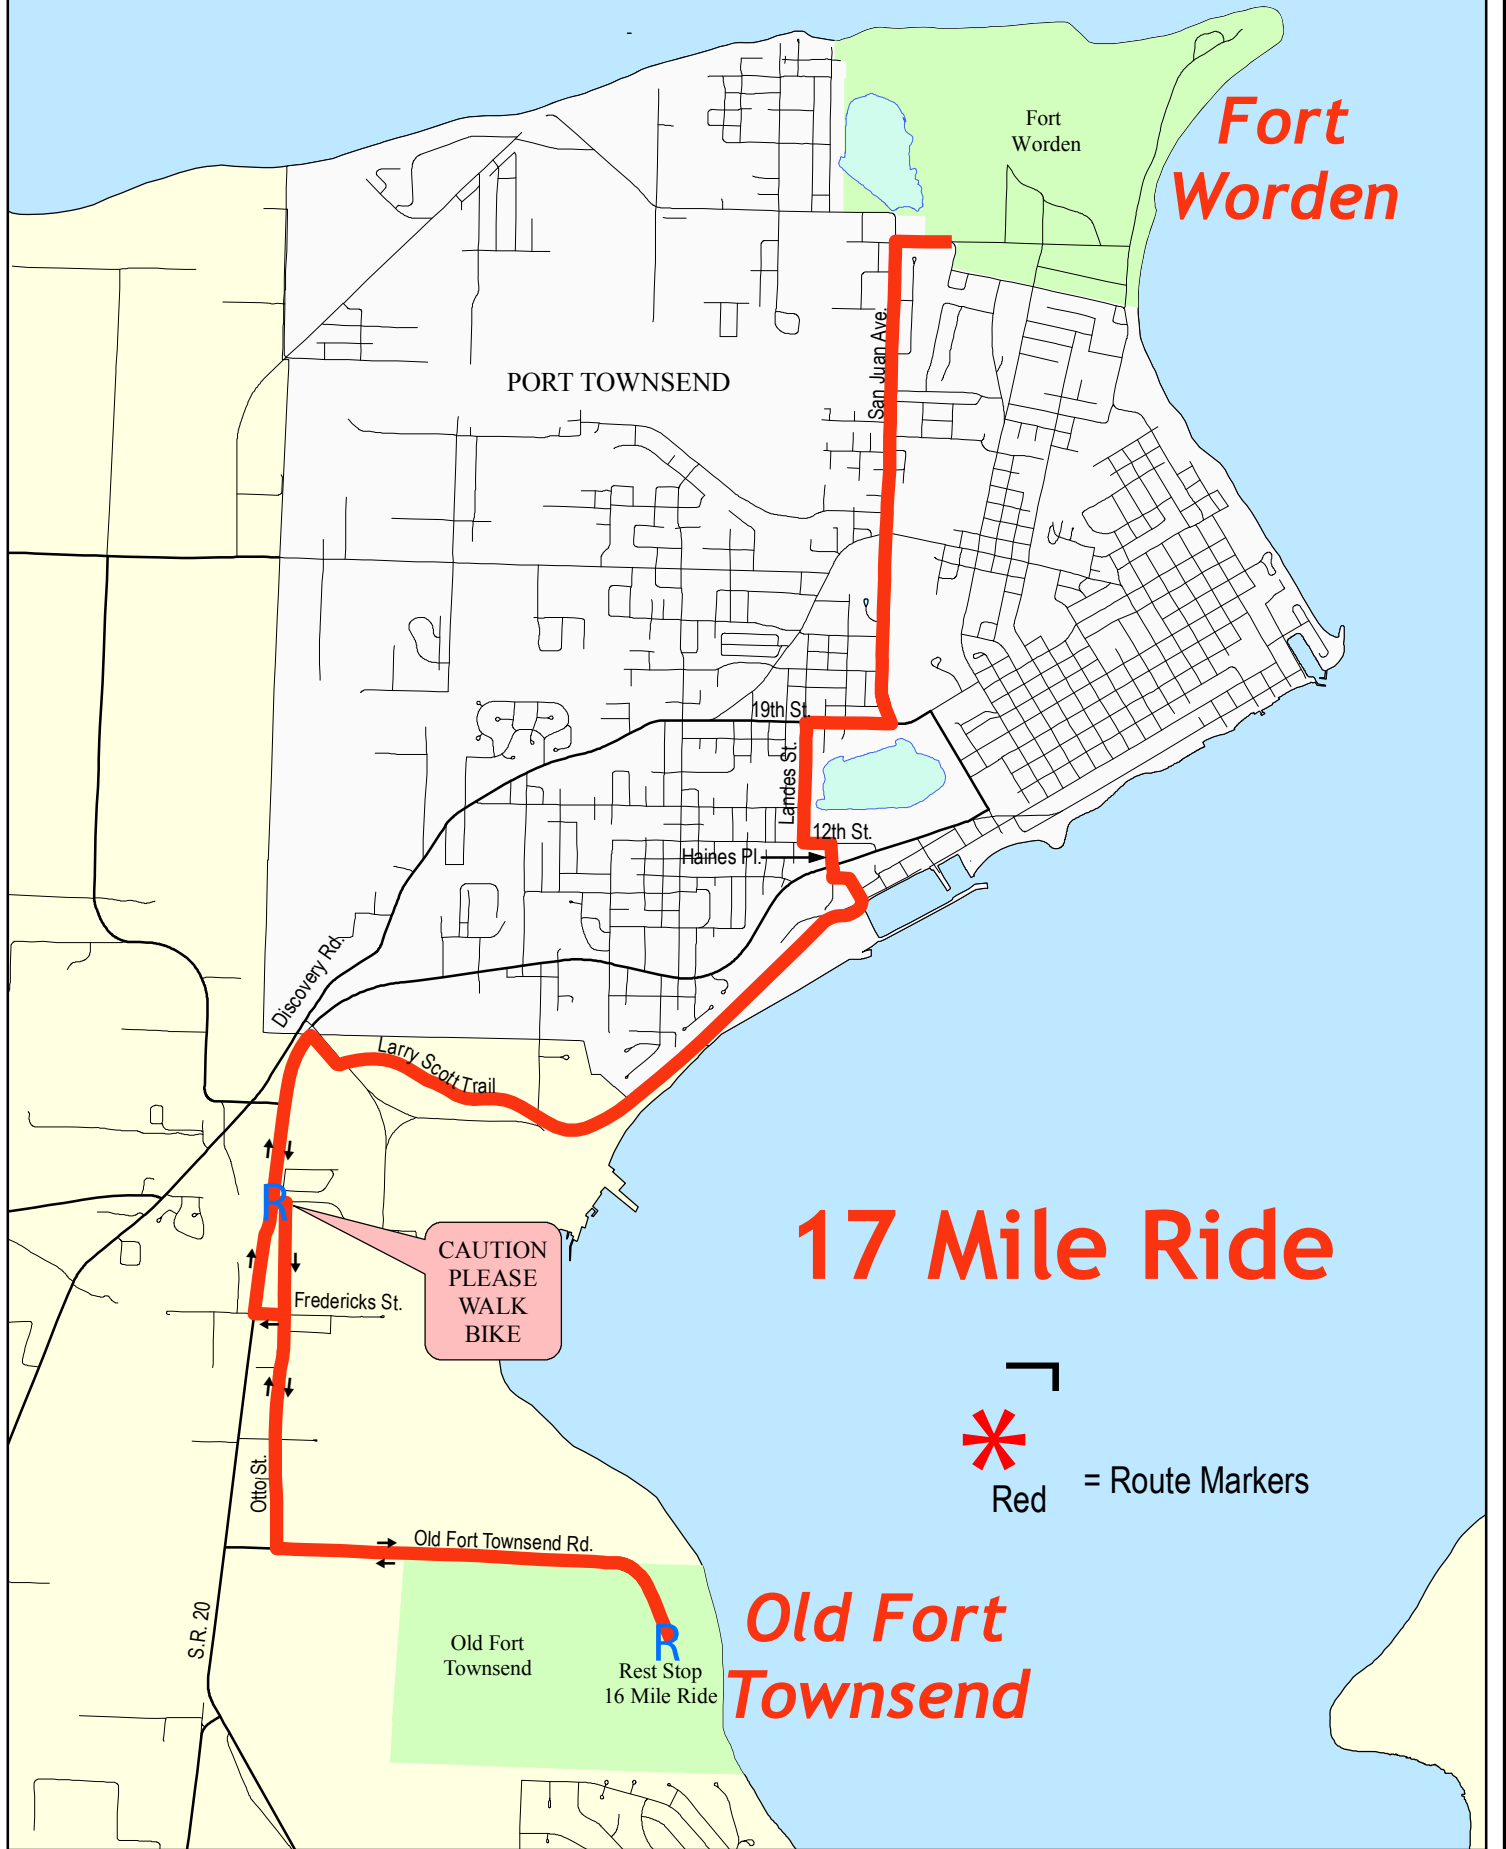 Fort
Worden
Fort
Worden
San Juan Ave.
PORT TOWNSEND
19th St.
Landes St.
12th St.
Haines Pl.
Discovery Rd.
Larry Scott Trail
R
CAUTION
PLEASE
WALK
BIKE
17 Mile Ride
Fredericks St.
Red
= Route Markers
Otto St.
Old Fort Townsend Rd.
S.R. 20
Old Fort
Townsend
R
Rest Stop
16 Mile Ride
Old Fort
Townsend